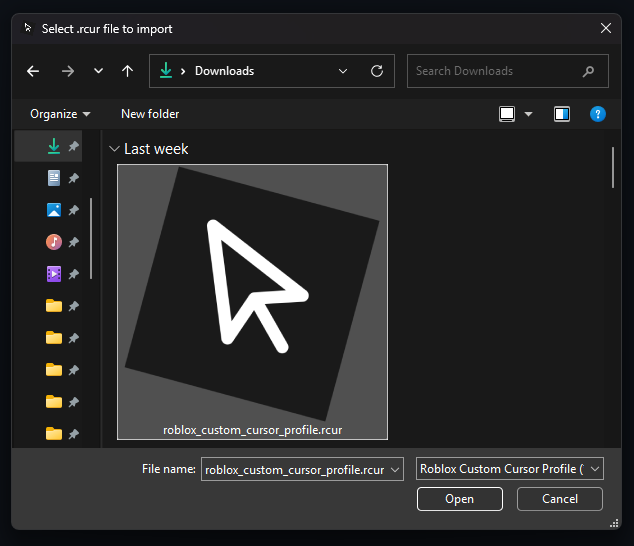 Select .rcur file to import
Downloads
Search Downloads
Organize
New folder
?
Last week
roblox_custom_cursor_profile.rcur
File name:
roblox_custom_cursor_profile.rcur
Roblox Custom Cursor Profile (
Open
Cancel